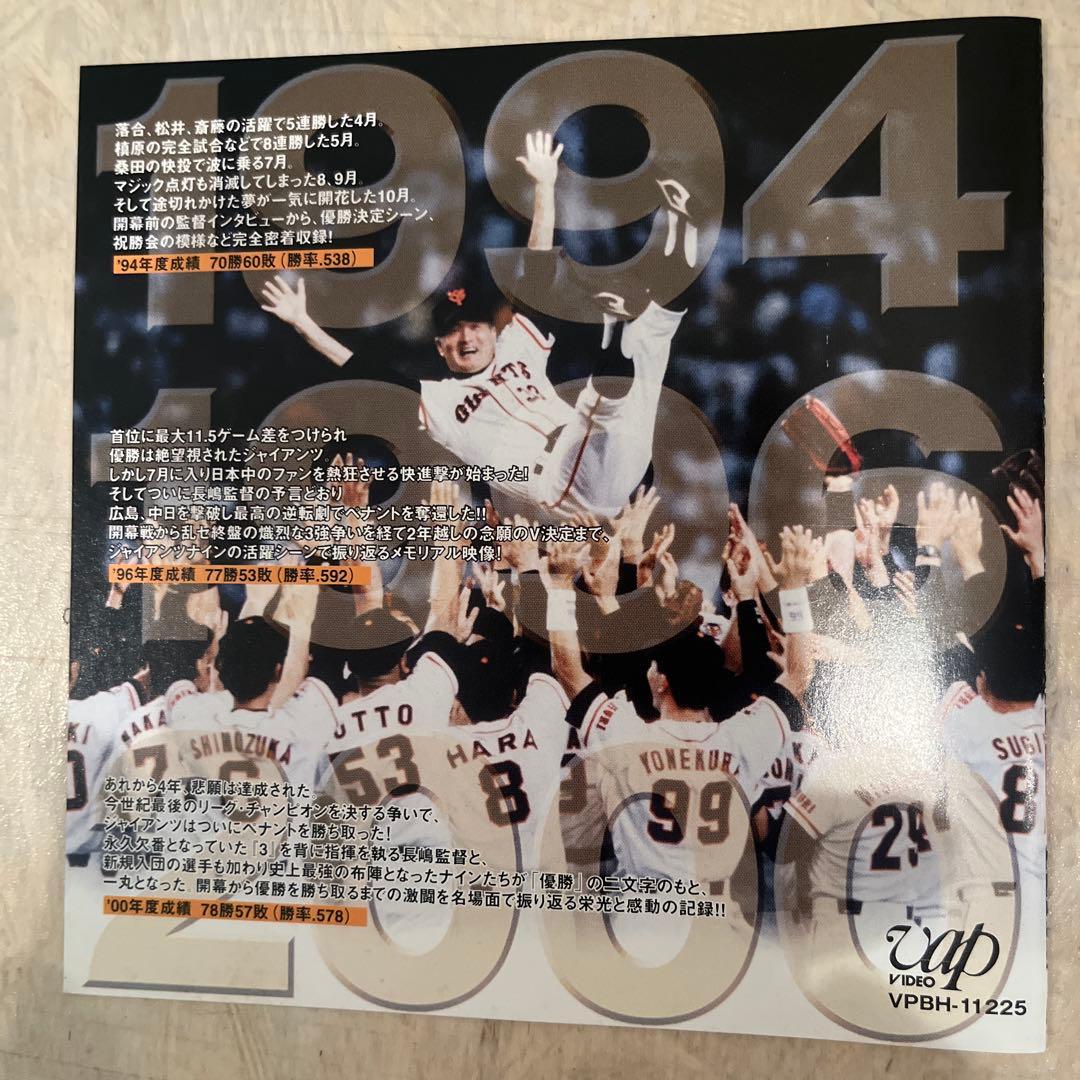 1994
落合、松井、斎藤の活躍で5連勝した4月。
槙原の完全試合などで8連勝した5月。
桑田の快投で波に乗る7月。
マジック点灯も消滅してしまった8、9月。
そして途切れかけた夢が一気に開花した10月。
開幕前の監督インタビューから、優勝決定シーン、
祝勝会の模様など完全密着収録!
'94年度成績 70勝60敗(勝率.538)
GIANTS
33
1996
首位に最大11.5ゲーム差をつけられ
優勝は絶望視されたジャイアンツ。
しかし7月に入り日本中のファンを熱狂させる快進撃が始まった!
そしてついに長嶋監督の予言どおり
広島、中日を撃破し最高の逆転劇でペナントを奪還した!!
開幕戦から乱セ終盤の熾烈な3強争いを経て2年越しの念願のV決定まで、
ジャイアンツナインの活躍シーンで振り返るメモリアル映像!
'96年度成績 77勝53敗(勝率.592)
SHINOZUKA
6
OTTO
53
HARA
8
YONEKURA
99
29
SUGI
8
2000
あれから4年、悲願は達成された。
今世紀最後のリーグ・チャンピオンを決する争いで、
ジャイアンツはついにペナントを勝ち取った!
永久欠番となっていた「3」を背に指揮を執る長嶋監督と、
新規入団の選手も加わり史上最強の布陣となったナインたちが「優勝」の二文字のもと、
一丸となった。開幕から優勝を勝ち取るまでの激闘を名場面で振り返る栄光と感動の記録!!
'00年度成績 78勝57敗(勝率.578)
vap
VIDEO
VPBH-11225